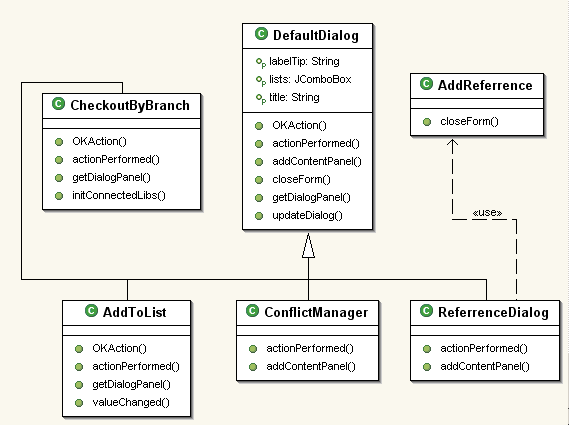 C DefaultDialog
P labelTip: String
P lists: JComboBox
P title: String
OKAction()
actionPerformed()
addContentPanel()
closeForm()
getDialogPanel()
updateDialog()
C CheckoutByBranch
OKAction()
actionPerformed()
getDialogPanel()
initConnectedLibs()
C AddReferrence
closeForm()
«use»
C AddToList
OKAction()
actionPerformed()
getDialogPanel()
valueChanged()
C ConflictManager
actionPerformed()
addContentPanel()
C ReferrenceDialog
actionPerformed()
addContentPanel()